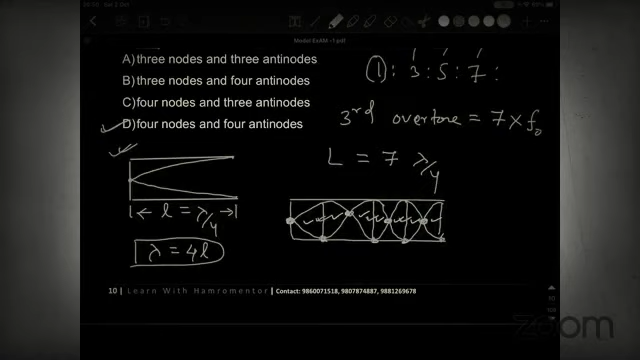 Model ExAM -1.pdf
A) three nodes and three antinodes
B) three nodes and four antinodes
C) four nodes and three antinodes
D) four nodes and four antinodes
(1) : 3 : 5 : 7 :
3rd overtone = 7 × f₀
L = 7 λ/4
l = λ/4
λ = 4l
10 | Learn With Hamromentor | Contact: 9860071518, 9807874887, 9881269678
zoom